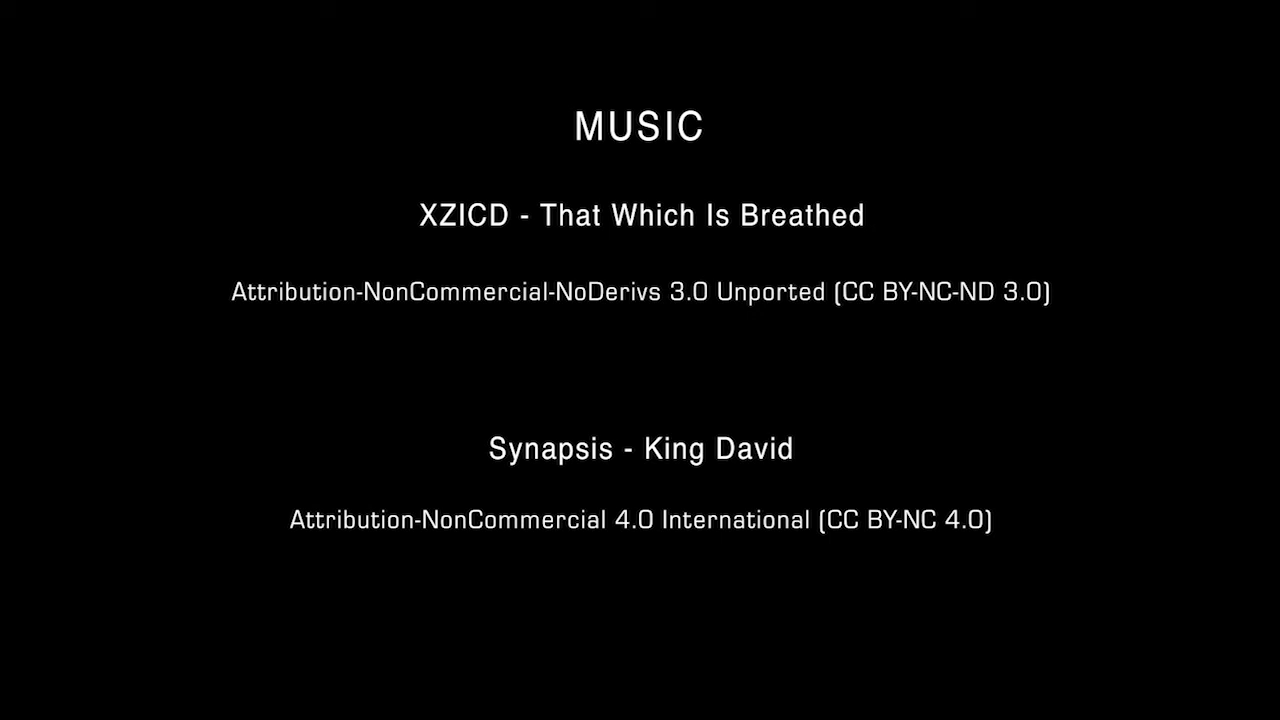 MUSIC
XZICD - That Which Is Breathed
Attribution-NonCommercial-NoDerivs 3.0 Unported (CC BY-NC-ND 3.0)
Synapsis - King David
Attribution-NonCommercial 4.0 International (CC BY-NC 4.0)